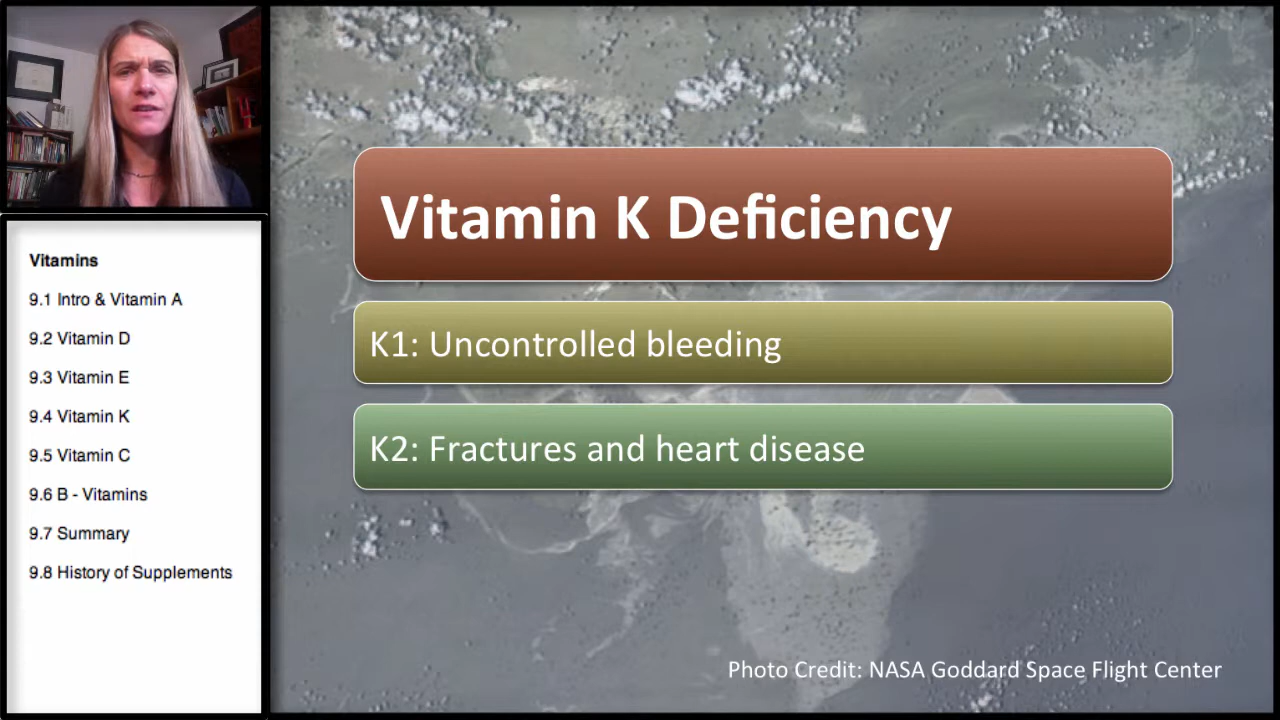 Vitamins
9.1 Intro & Vitamin A
9.2 Vitamin D
9.3 Vitamin E
9.4 Vitamin K
9.5 Vitamin C
9.6 B - Vitamins
9.7 Summary
9.8 History of Supplements
Vitamin K Deficiency
K1: Uncontrolled bleeding
K2: Fractures and heart disease
Photo Credit: NASA Goddard Space Flight Center